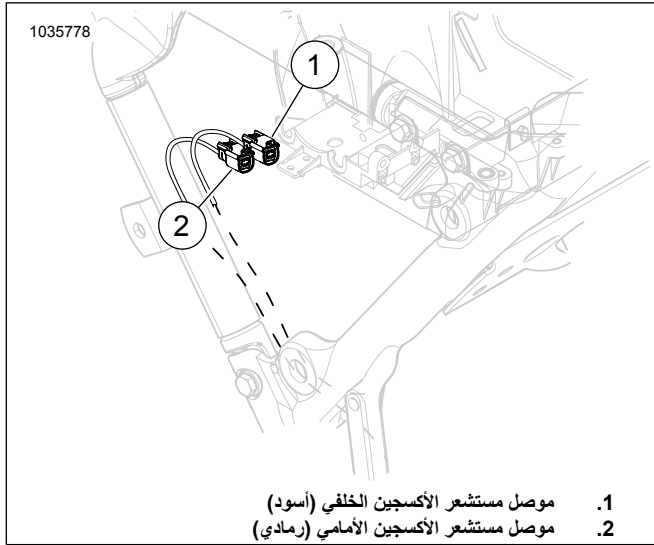 1035778
1
2
1. موصل مستشعر الأكسجين الخلفي (أسود)
2. موصل مستشعر الأكسجين الأمامي (رمادي)